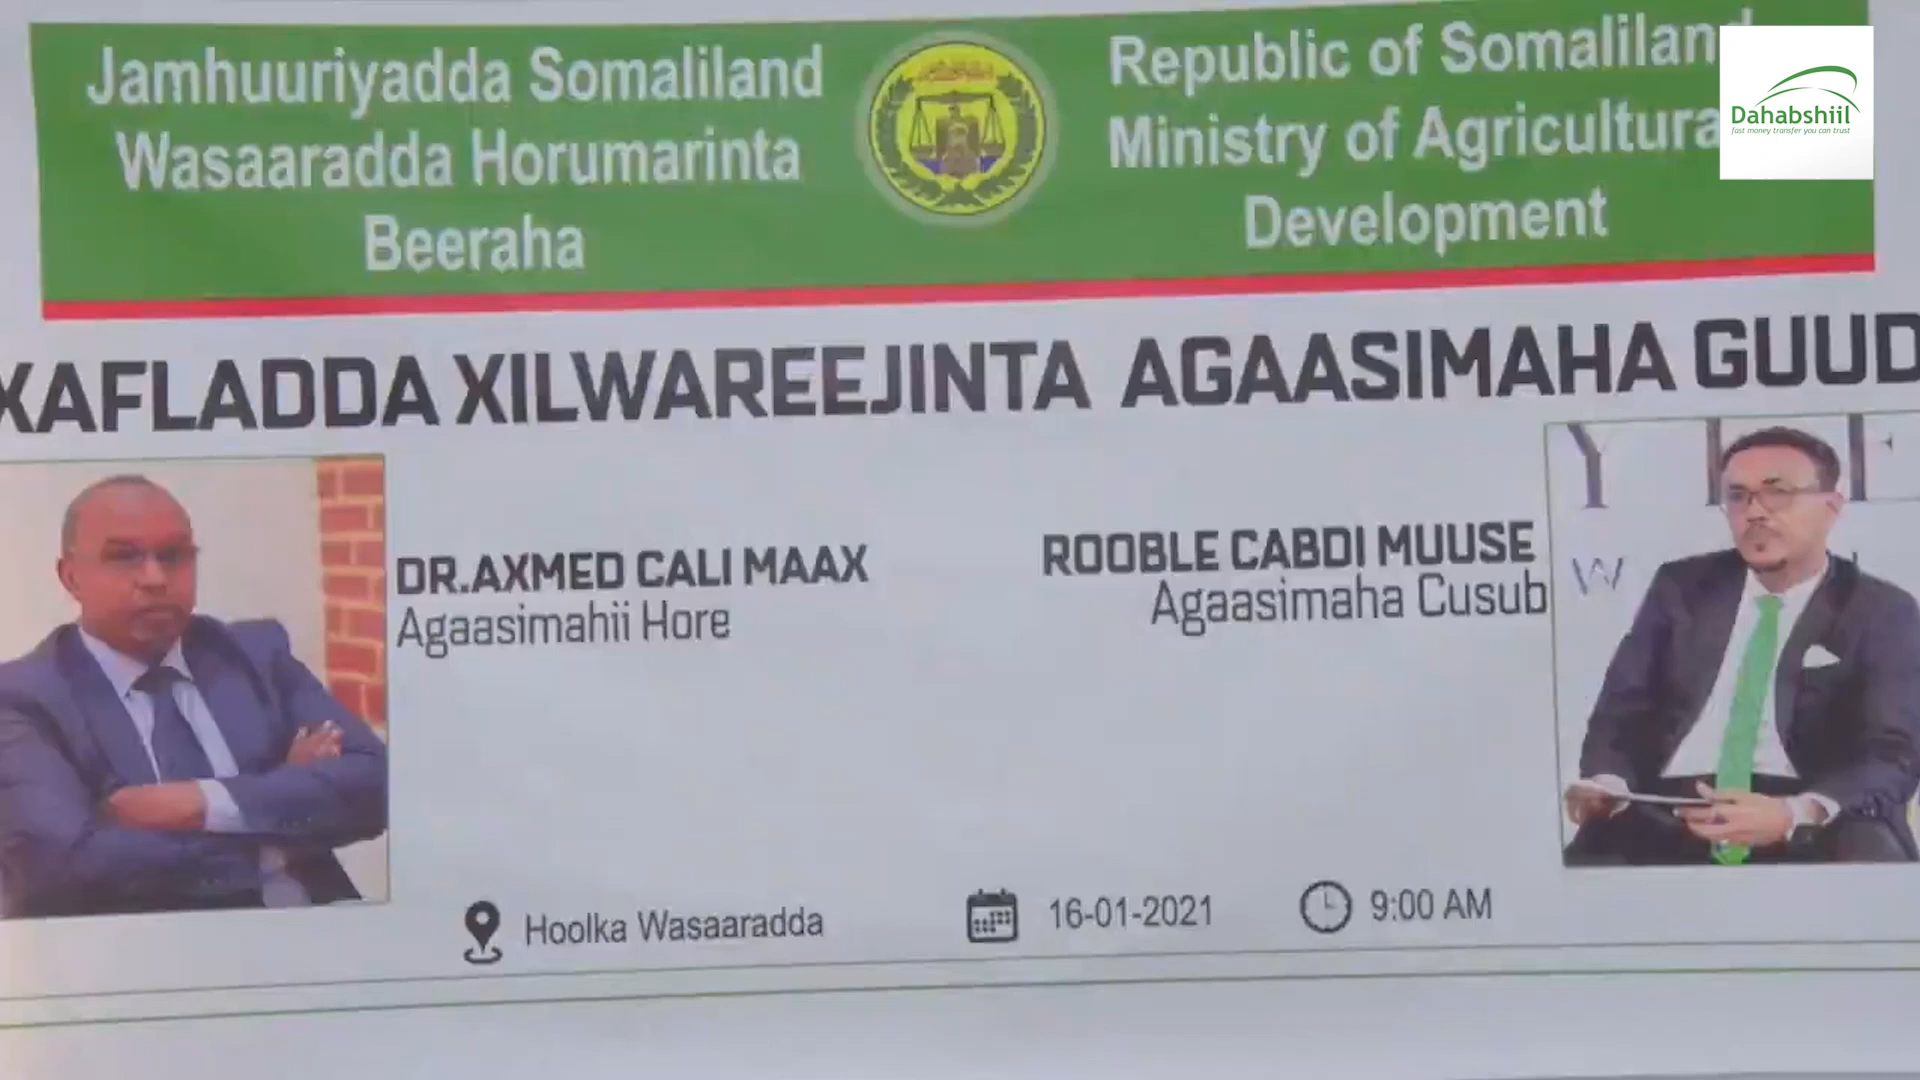 Jamhuuriyadda Somaliland
Wasaaradda Horumarinta
Beeraha
Republic of Somaliland
Ministry of Agricultura
Development
Dahabshiil
fast money transfer you can trust
XAFLADDA XILWAREEJINTA AGAASIMAHA GUUD
DR.AXMED CALI MAAX
Agaasimahii Hore
ROOBLE CABDI MUUSE
Agaasimaha Cusub
Y
F
W
Hoolka Wasaaradda
16-01-2021
9:00 AM